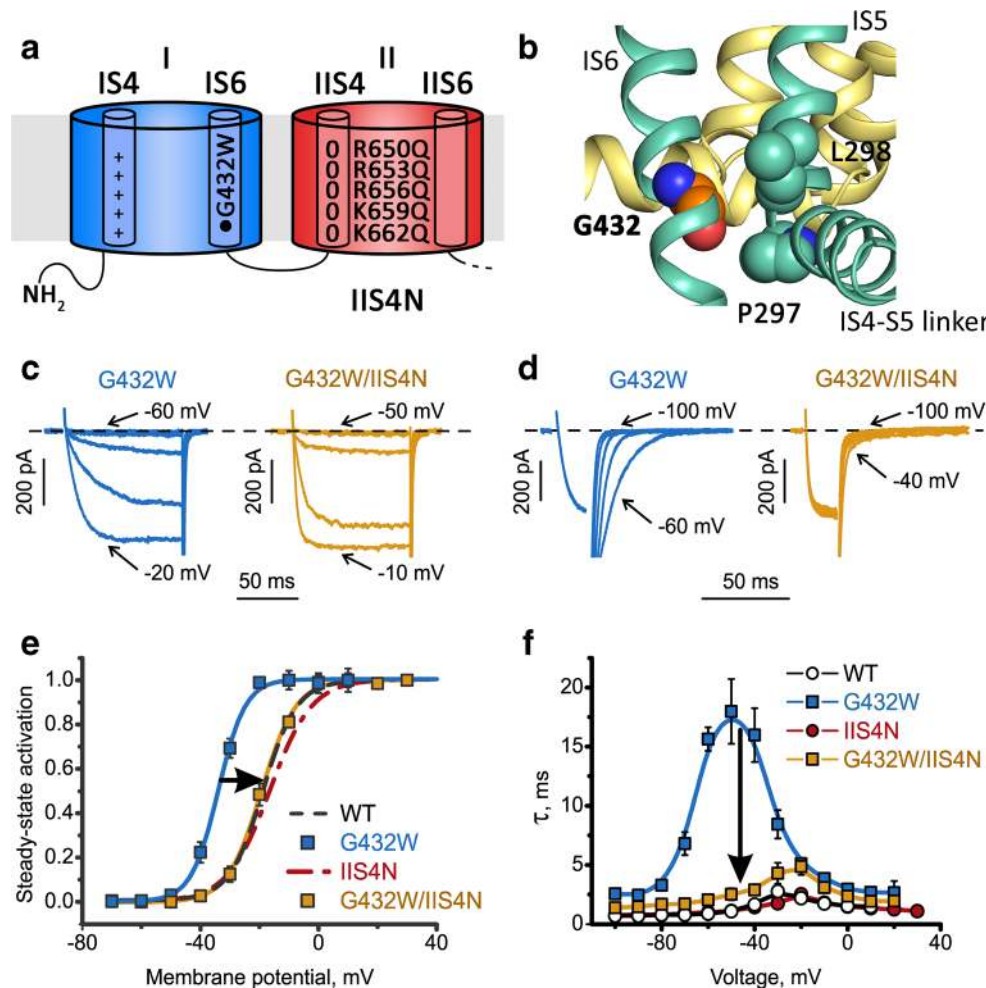 a
I II
IS4 IS6 IIS4 IIS6
+
+
+
+
+
G432W
0 R650Q
0 R653Q
0 R656Q
0 K659Q
0 K662Q
NH2
IIS4N
b
IS6
IS5
L298
G432
P297
IS4-S5 linker
c
G432W
G432W/IIS4N
-60 mV
-50 mV
200 pA
200 pA
-20 mV
-10 mV
50 ms
d
G432W
G432W/IIS4N
-100 mV
-100 mV
200 pA
200 pA
-60 mV
-40 mV
50 ms
e
Steady-state activation
1.0
0.8
0.6
0.4
0.2
0.0
WT
G432W
IIS4N
G432W/IIS4N
-80 -40 0 40
Membrane potential, mV
f
τ, ms
20
15
10
5
0
WT
G432W
IIS4N
G432W/IIS4N
-80 -40 0 40
Voltage, mV